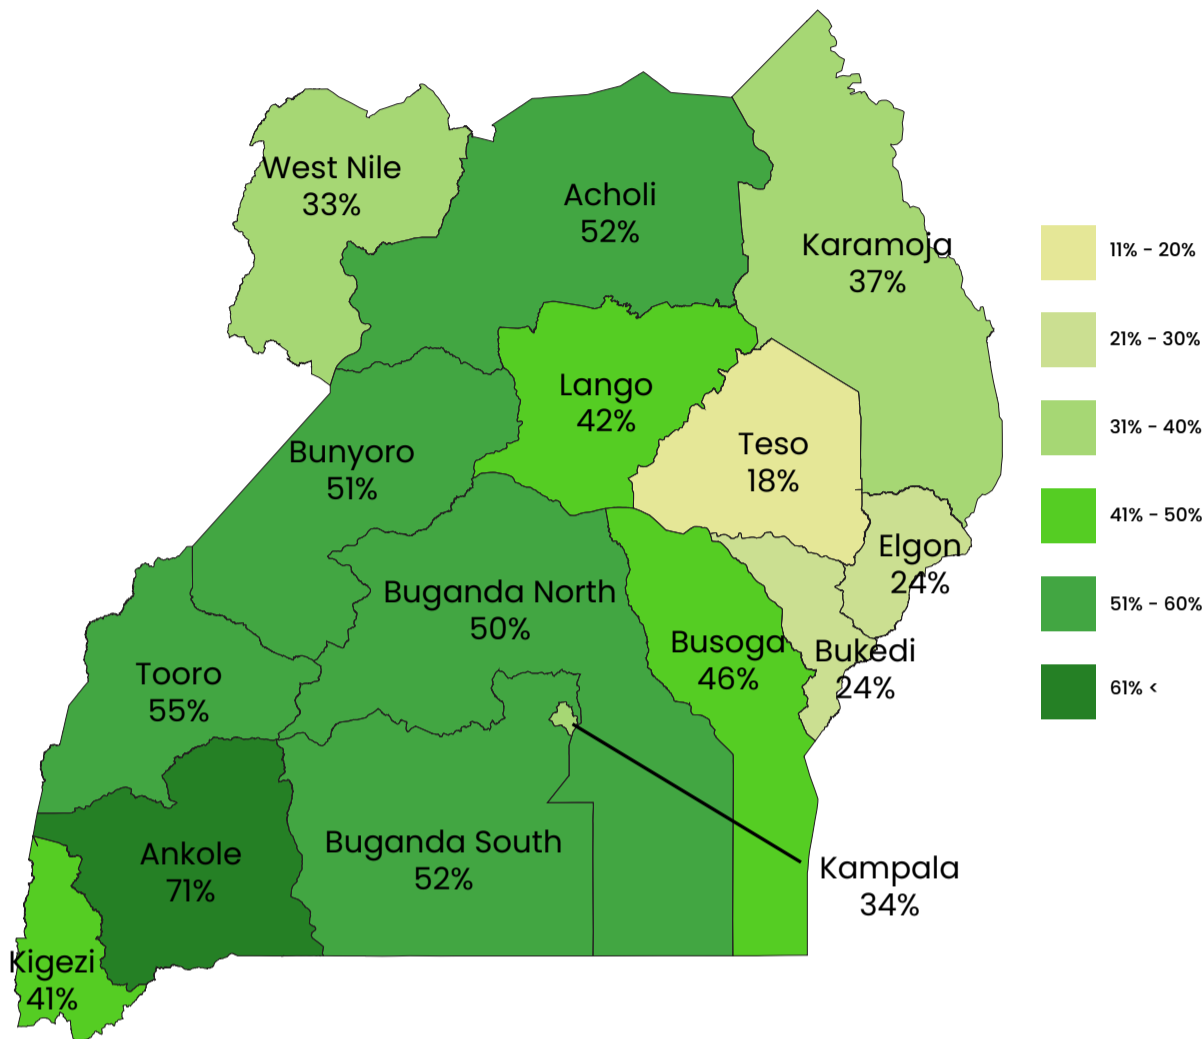 West Nile
33%
Acholi
52%
Karamoja
37%
Lango
42%
Teso
18%
Bunyoro
51%
Elgon
24%
Buganda North
50%
Busoga
46%
Bukedi
24%
Tooro
55%
Ankole
71%
Buganda South
52%
Kampala
34%
Kigezi
41%
11% - 20%
21% - 30%
31% - 40%
41% - 50%
51% - 60%
61% <